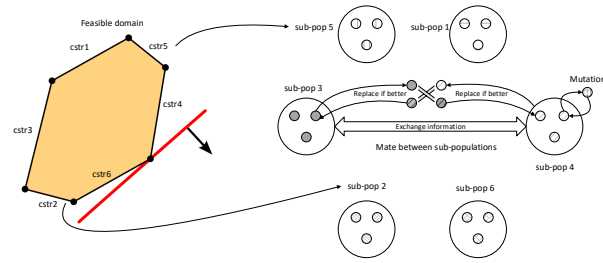 Feasible domain
cstr1
cstr5
cstr4
cstr3
cstr6
cstr2
sub-pop 5
sub-pop 1
sub-pop 3
Replace if better
Replace if better
Mutation
Exchange information
Mate between sub-populations
sub-pop 4
sub-pop 2
sub-pop 6